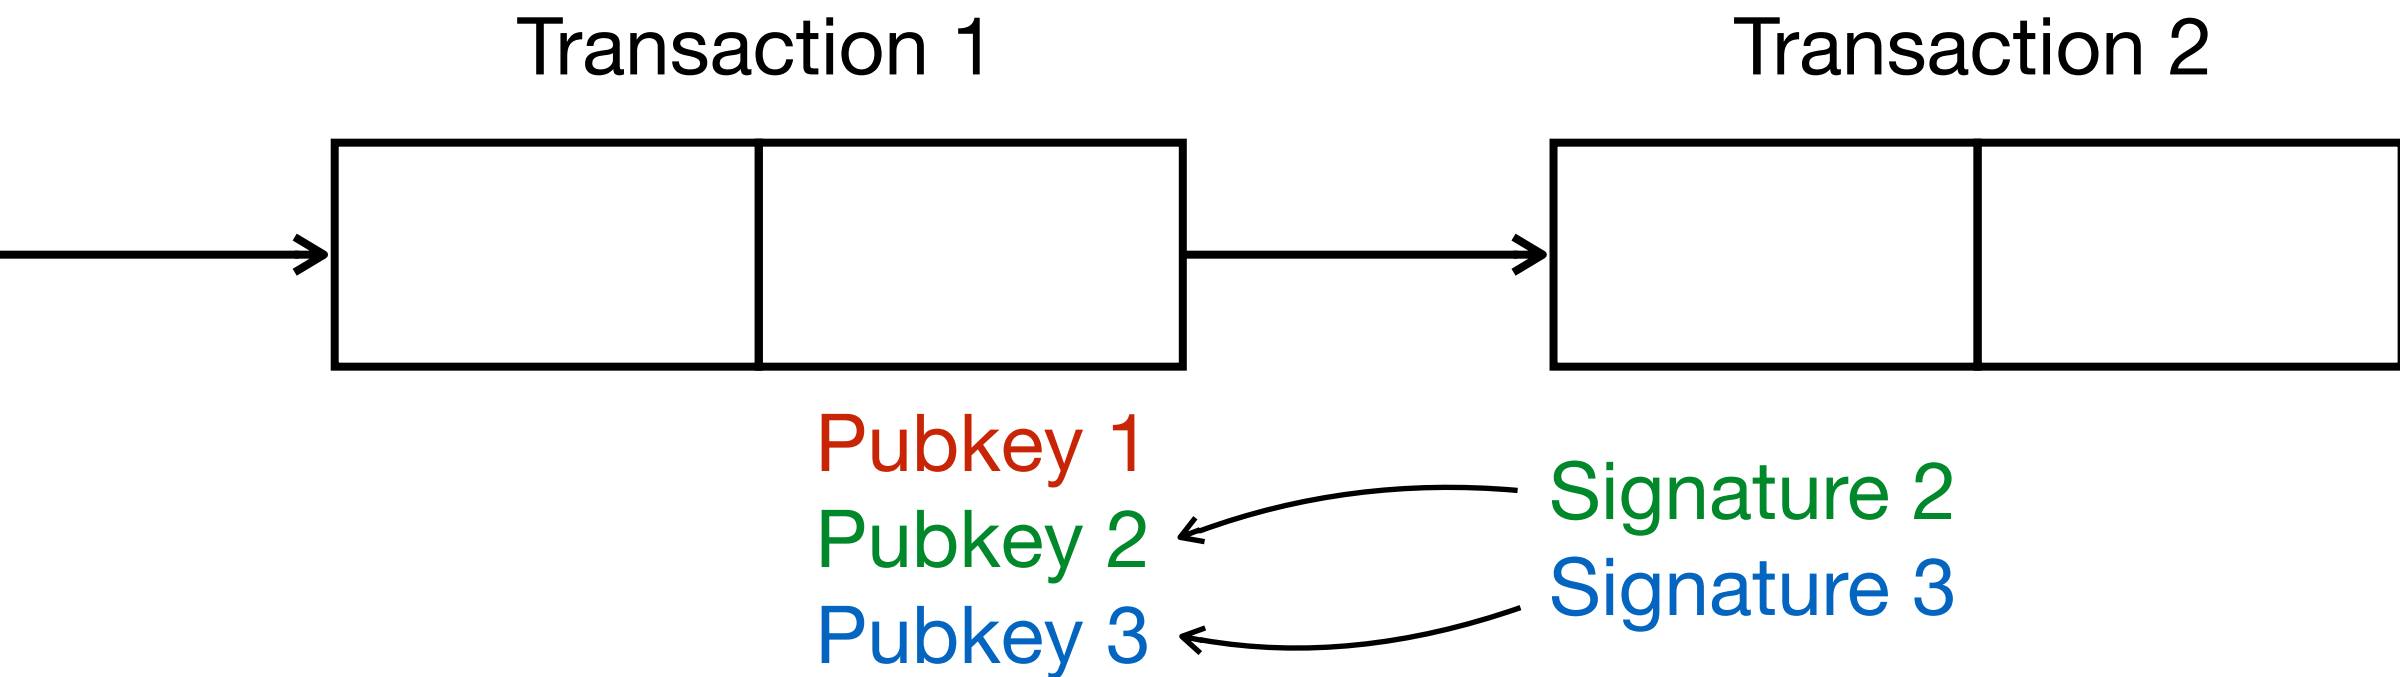 Transaction 1
Transaction 2
Pubkey 1
Pubkey 2
Pubkey 3
Signature 2
Signature 3